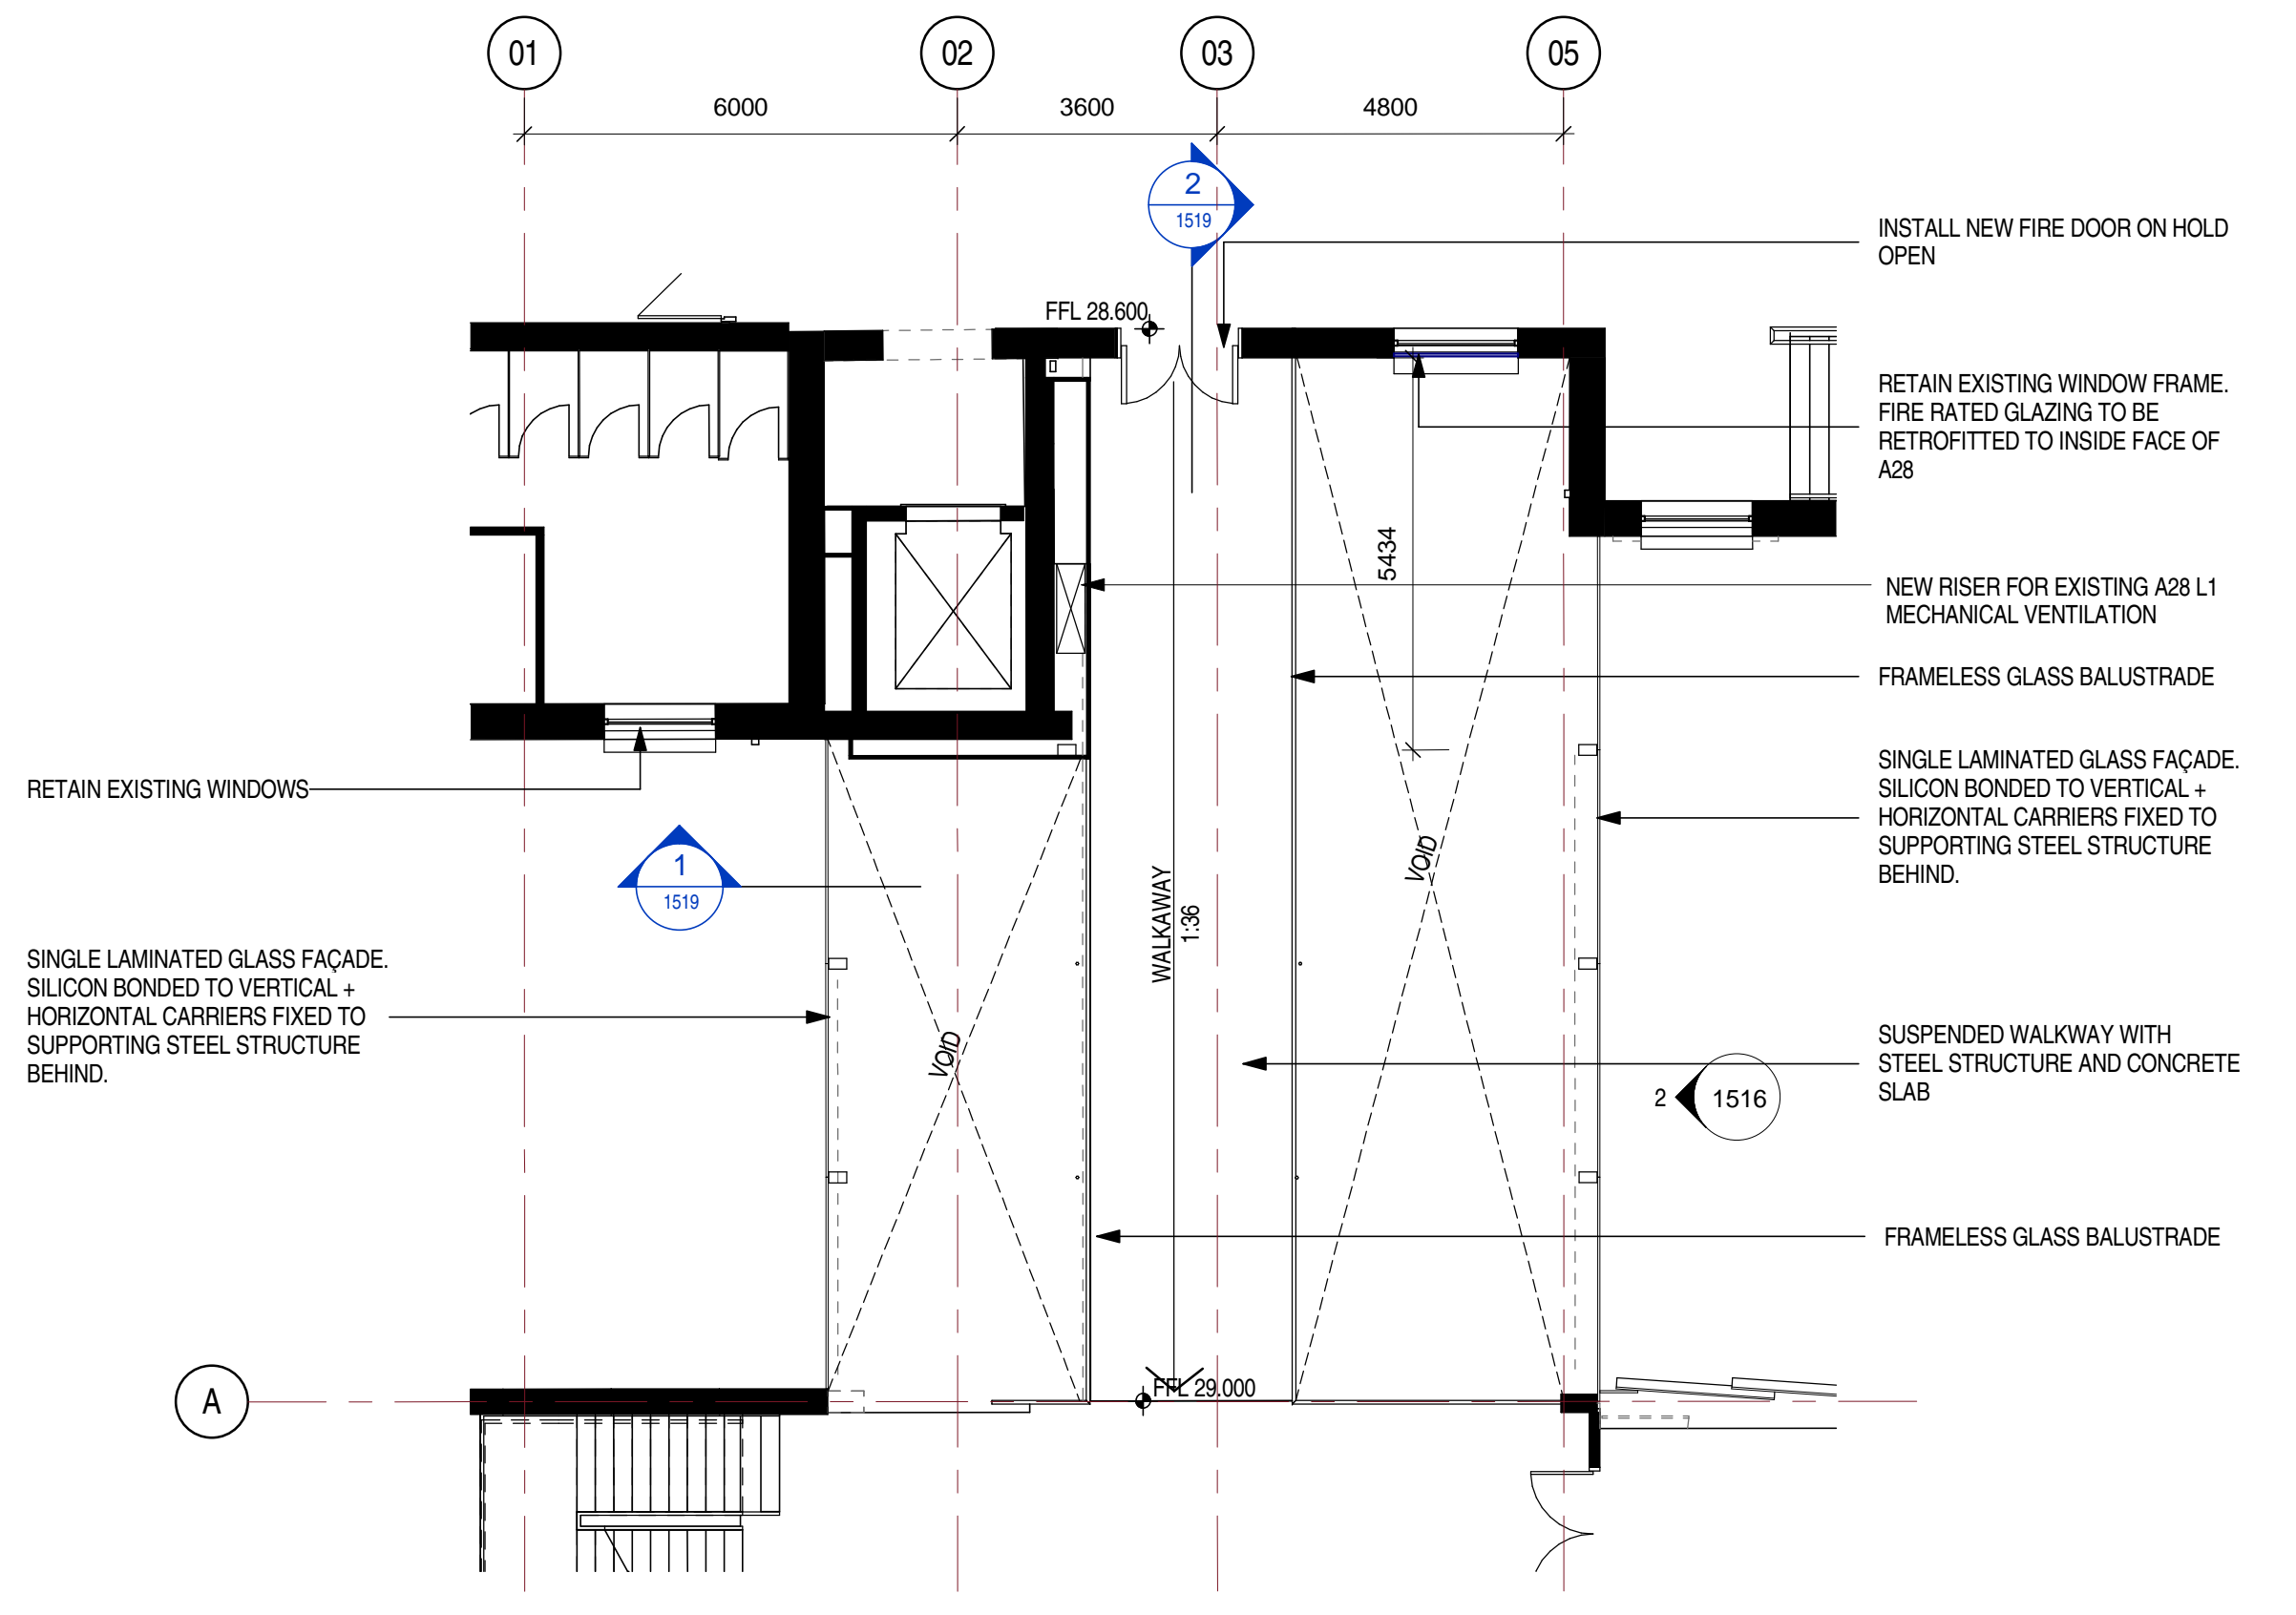 01
02
03
05
6000
3600
4800
2
1519
INSTALL NEW FIRE DOOR ON HOLD
OPEN
FFL 28.600
RETAIN EXISTING WINDOW FRAME.
FIRE RATED GLAZING TO BE
RETROFITTED TO INSIDE FACE OF
A28
5434
NEW RISER FOR EXISTING A28 L1
MECHANICAL VENTILATION
FRAMELESS GLASS BALUSTRADE
RETAIN EXISTING WINDOWS
SINGLE LAMINATED GLASS FAÇADE.
SILICON BONDED TO VERTICAL +
HORIZONTAL CARRIERS FIXED TO
SUPPORTING STEEL STRUCTURE
BEHIND.
1
1519
VOID
WALKAWAY
1:36
SINGLE LAMINATED GLASS FAÇADE.
SILICON BONDED TO VERTICAL +
HORIZONTAL CARRIERS FIXED TO
SUPPORTING STEEL STRUCTURE
BEHIND.
VOID
SUSPENDED WALKWAY WITH
STEEL STRUCTURE AND CONCRETE
SLAB
2
1516
FRAMELESS GLASS BALUSTRADE
A
FFL 29.000